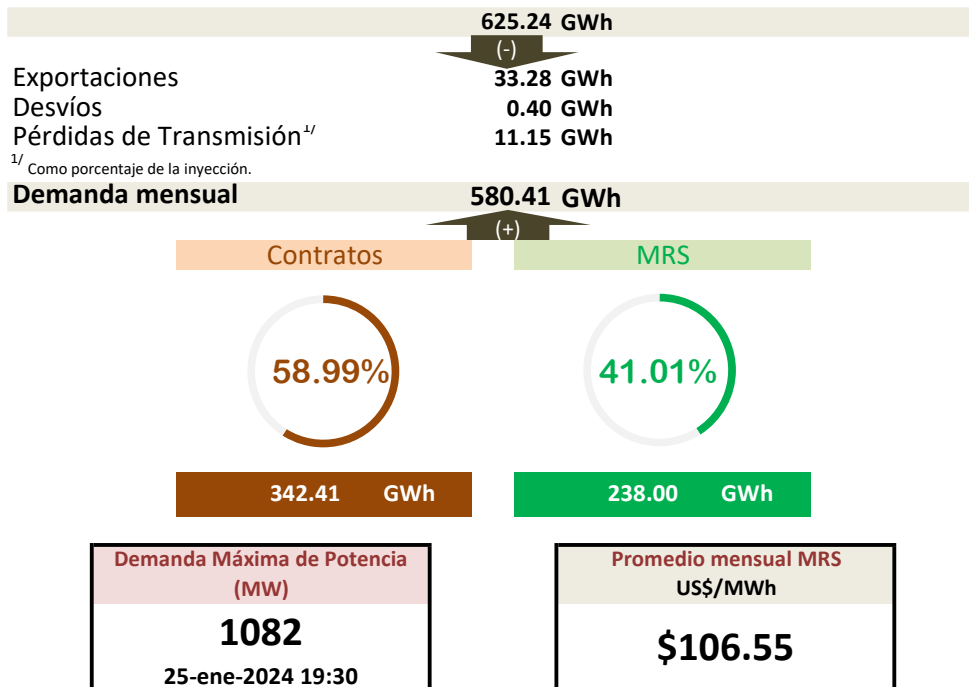 625.24 GWh
(-)
Exportaciones 33.28 GWh
Desvíos 0.40 GWh
Pérdidas de Transmisión 1/ 11.15 GWh
1/ Como porcentaje de la inyección.
Demanda mensual 580.41 GWh
(+)
Contratos MRS
58.99% 41.01%
342.41 GWh 238.00 GWh
Demanda Máxima de Potencia
(MW)
1082
25-ene-2024 19:30
Promedio mensual MRS
US$/MWh
$106.55